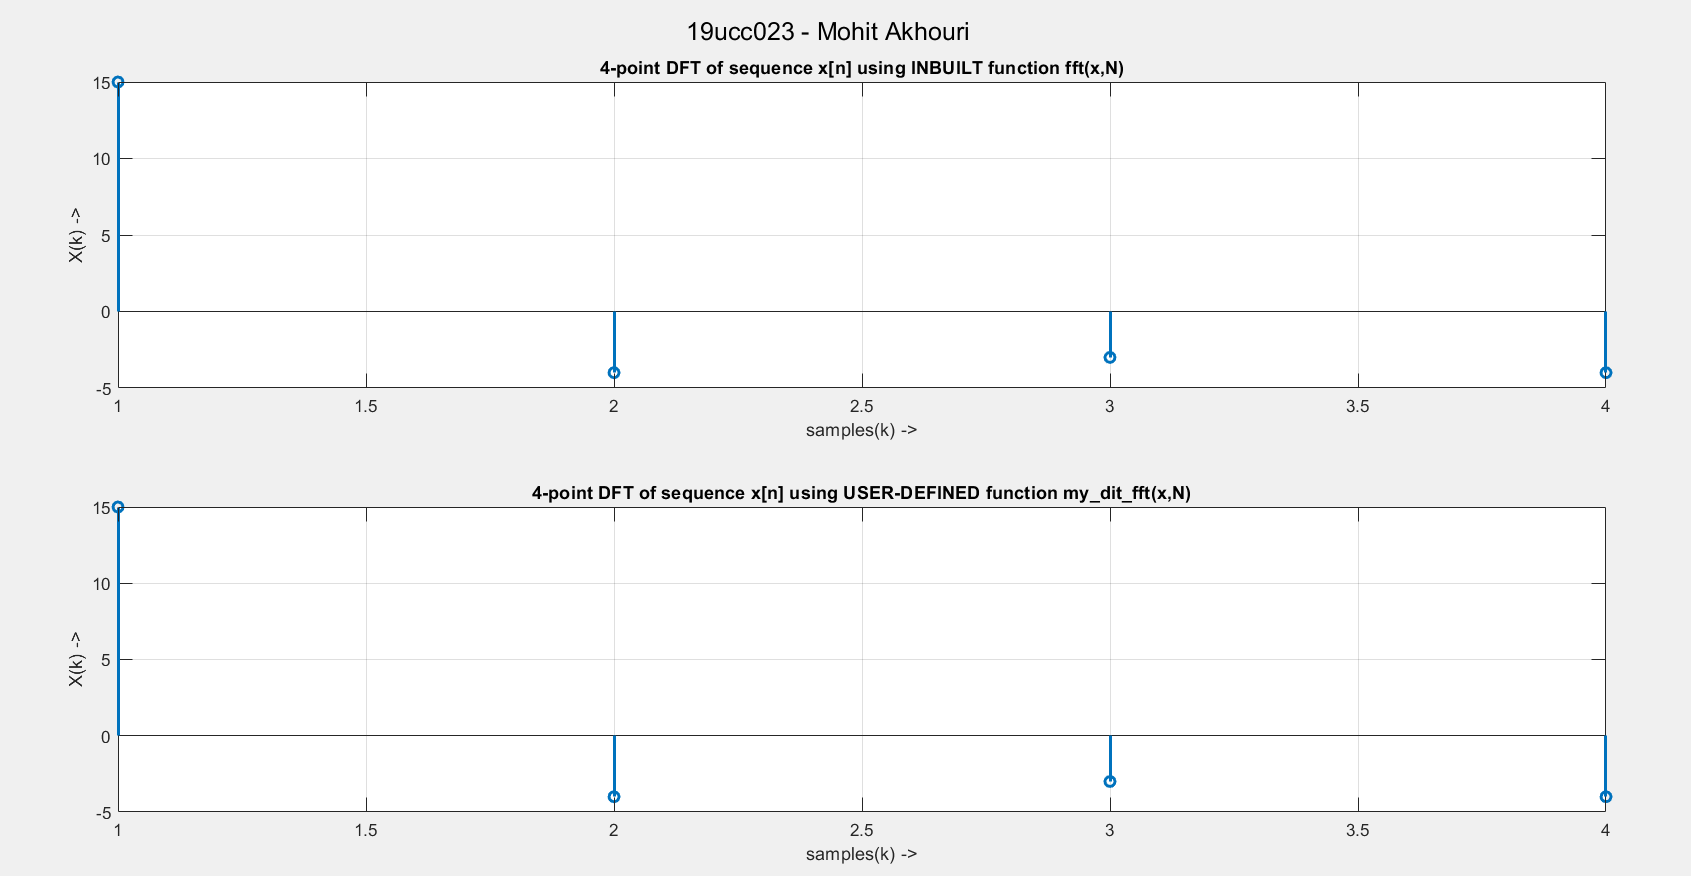 19ucc023 - Mohit Akhouri
4-point DFT of sequence x[n] using INBUILT function fft(x,N)
15
10
5
0
-5
X(k) ->
1 1.5 2 2.5 3 3.5 4
samples(k) ->
4-point DFT of sequence x[n] using USER-DEFINED function my_dit_fft(x,N)
15
10
5
0
-5
X(k) ->
1 1.5 2 2.5 3 3.5 4
samples(k) ->